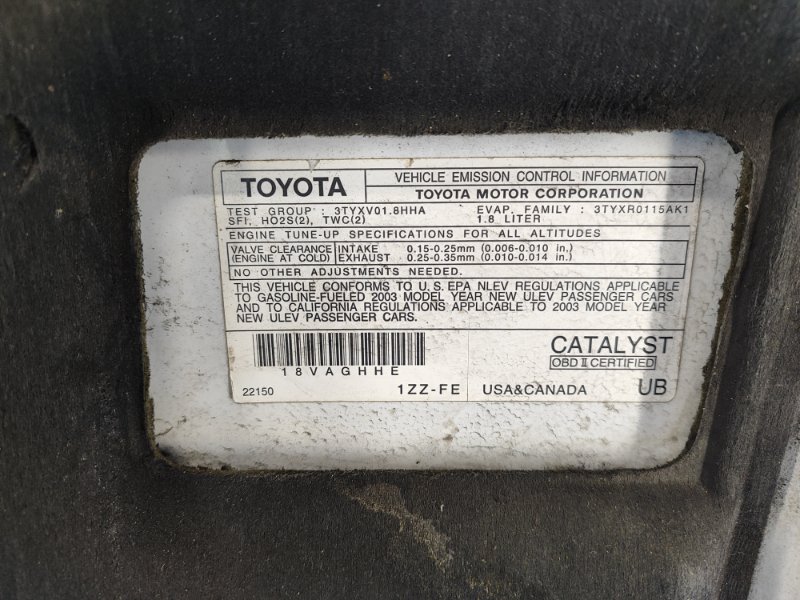 TOYOTA
VEHICLE EMISSION CONTROL INFORMATION
TOYOTA MOTOR CORPORATION
TEST GROUP : 3TYXV01.8HHA EVAP. FAMILY : 3TYXR0115AK1
SFI, HO2S(2), TWC(2) 1.8 LITER
ENGINE TUNE-UP SPECIFICATIONS FOR ALL ALTITUDES
VALVE CLEARANCE INTAKE 0.15-0.25mm (0.006-0.010 in.)
(ENGINE AT COLD) EXHAUST 0.25-0.35mm (0.010-0.014 in.)
NO OTHER ADJUSTMENTS NEEDED.
THIS VEHICLE CONFORMS TO U.S.EPA NLEV REGULATIONS APPLICABLE
TO GASOLINE-FUELED 2003 MODEL YEAR NEW ULEV PASSENGER CARS
AND TO CALIFORNIA REGULATIONS APPLICABLE TO 2003 MODEL YEAR
NEW ULEV PASSENGER CARS.
18VAGHHE
CATALYST
OBD II CERTIFIED
22150 1ZZ-FE USA&CANADA UB